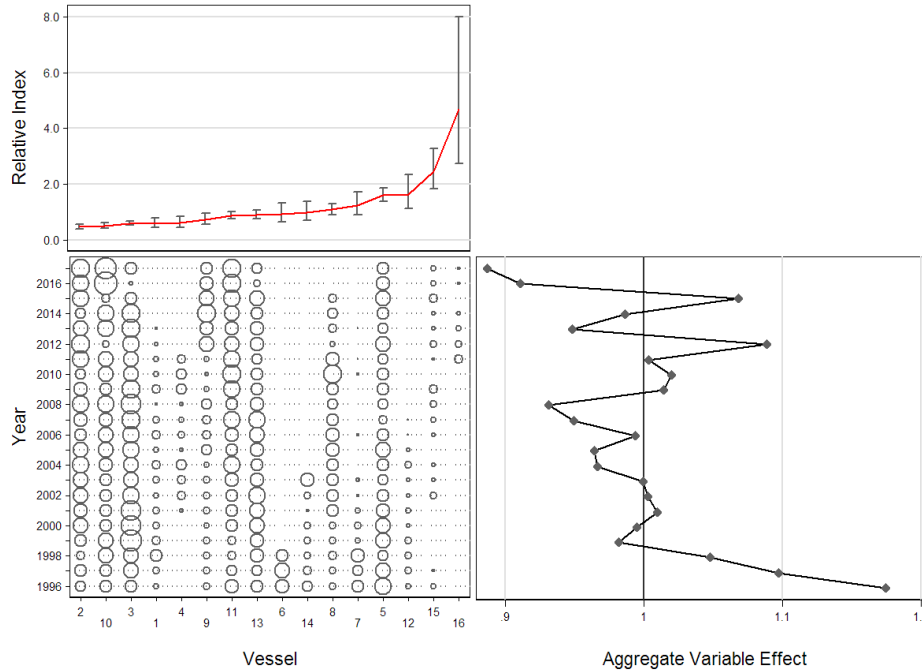 8.0
6.0
4.0
2.0
0.0
Relative Index
2016
2014
2012
2010
2008
2006
2004
2002
2000
1998
1996
Year
2 3 4 11 6 8 5 15
10 1 9 13 14 7 12 16
.9 1 1.1 1.
Vessel
Aggregate Variable Effect